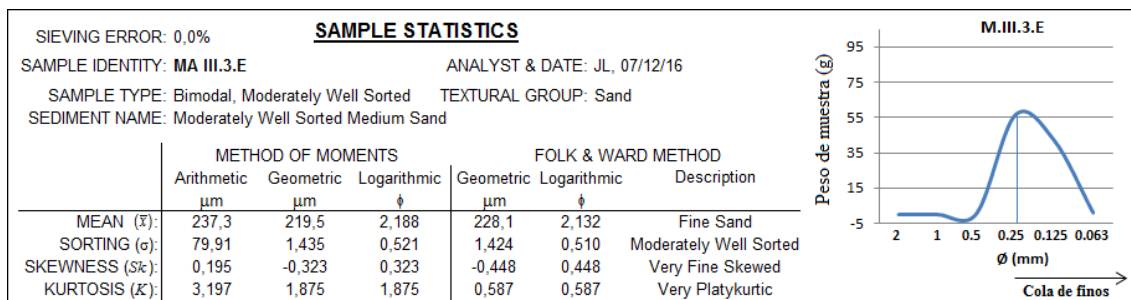 SAMPLE STATISTICS
SIEVING ERROR: 0,0%
SAMPLE IDENTITY: MA III.3.E ANALYST & DATE: JL, 07/12/16
SAMPLE TYPE: Bimodal, Moderately Well Sorted TEXTURAL GROUP: Sand
SEDIMENT NAME: Moderately Well Sorted Medium Sand
METHOD OF MOMENTS FOLK & WARD METHOD
Arithmetic Geometric Logarithmic Geometric Logarithmic Description
µm µm ϕ µm ϕ
MEAN (x̄): 237,3 219,5 2,188 228,1 2,132 Fine Sand
SORTING (σ): 79,91 1,435 0,521 1,424 0,510 Moderately Well Sorted
SKEWNESS (Sk): 0,195 -0,323 0,323 -0,448 0,448 Very Fine Skewed
KURTOSIS (K): 3,197 1,875 1,875 0,587 0,587 Very Platykurtic
M.III.3.E
Peso de muestra (g)
95
75
55
35
15
-5
2 1 0.5 0.25 0.125 0.063
Ø (mm)
Cola de finos